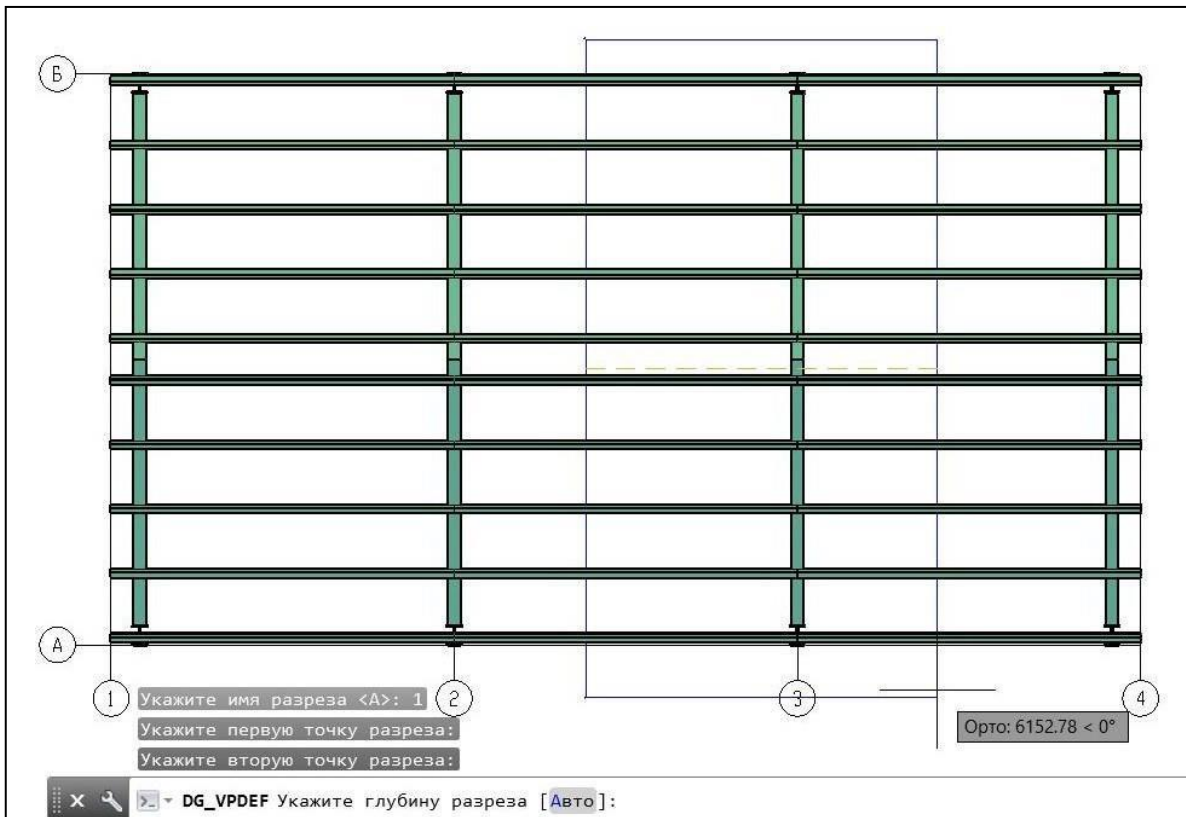 Б
А
1
2
3
4
Укажите имя разреза <А>: 1
Укажите первую точку разреза:
Укажите вторую точку разреза:
Орто: 6152.78 < 0°
DG_VPDEF Укажите глубину разреза [Авто]: